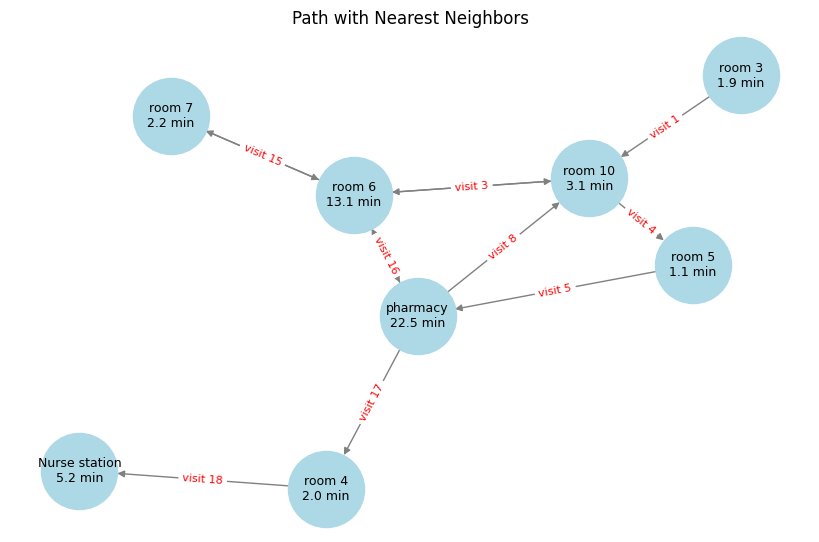 Path with Nearest Neighbors
room 3
1.9 min
room 7
2.2 min
visit 1
visit 15
room 10
3.1 min
room 6
13.1 min
visit 3
visit 4
visit 8
visit 16
room 5
1.1 min
visit 5
pharmacy
22.5 min
visit 17
Nurse station
5.2 min
visit 18
room 4
2.0 min